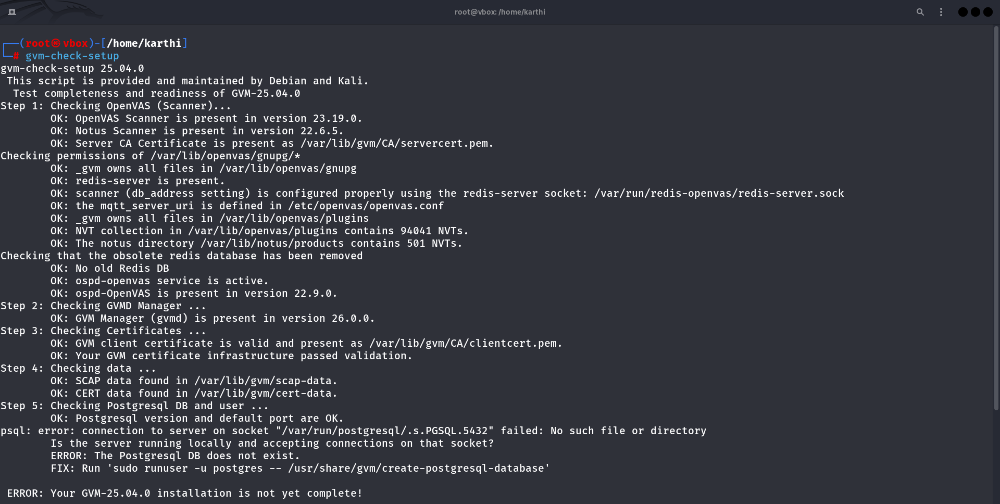 root@vbox: /home/karthi
┌──(root㉿vbox)-[/home/karthi]
└─# gvm-check-setup
gvm-check-setup 25.04.0
 This script is provided and maintained by Debian and Kali.
  Test completeness and readiness of GVM-25.04.0
Step 1: Checking OpenVAS (Scanner)...
        OK: OpenVAS Scanner is present in version 23.19.0.
        OK: Notus Scanner is present in version 22.6.5.
        OK: Server CA Certificate is present as /var/lib/gvm/CA/servercert.pem.
Checking permissions of /var/lib/openvas/gnupg/*
        OK: _gvm owns all files in /var/lib/openvas/gnupg
        OK: redis-server is present.
        OK: scanner (db_address setting) is configured properly using the redis-server socket: /var/run/redis-openvas/redis-server.sock
        OK: the mqtt_server_uri is defined in /etc/openvas/openvas.conf
        OK: _gvm owns all files in /var/lib/openvas/plugins
        OK: NVT collection in /var/lib/openvas/plugins contains 94041 NVTs.
        OK: The notus directory /var/lib/notus/products contains 501 NVTs.
Checking that the obsolete redis database has been removed
        OK: No old Redis DB
        OK: ospd-openvas service is active.
        OK: ospd-OpenVAS is present in version 22.9.0.
Step 2: Checking GVMD Manager ...
        OK: GVM Manager (gvmd) is present in version 26.0.0.
Step 3: Checking Certificates ...
        OK: GVM client certificate is valid and present as /var/lib/gvm/CA/clientcert.pem.
        OK: Your GVM certificate infrastructure passed validation.
Step 4: Checking data ...
        OK: SCAP data found in /var/lib/gvm/scap-data.
        OK: CERT data found in /var/lib/gvm/cert-data.
Step 5: Checking Postgresql DB and user ...
        OK: Postgresql version and default port are OK.
psql: error: connection to server on socket "/var/run/postgresql/.s.PGSQL.5432" failed: No such file or directory
        Is the server running locally and accepting connections on that socket?
        ERROR: The Postgresql DB does not exist.
        FIX: Run 'sudo runuser -u postgres -- /usr/share/gvm/create-postgresql-database'
 ERROR: Your GVM-25.04.0 installation is not yet complete!